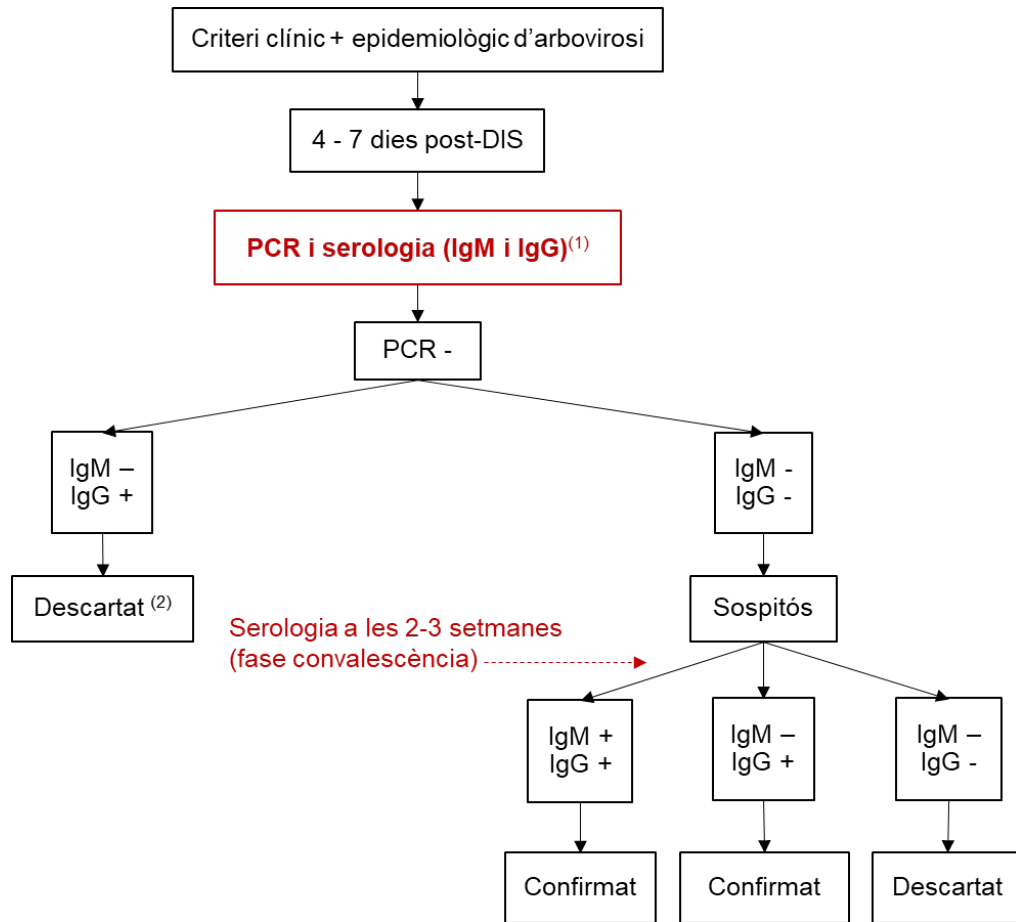 Criteri clínic + epidemiològic d’arbovirosi
4 - 7 dies post-DIS
PCR i serologia (IgM i IgG)(1)
PCR -
IgM –
IgG +
IgM -
IgG -
Descartat (2)
Sospitós
Serologia a les 2-3 setmanes
(fase convalescència)
IgM +
IgG +
IgM –
IgG +
IgM –
IgG -
Confirmat
Confirmat
Descartat